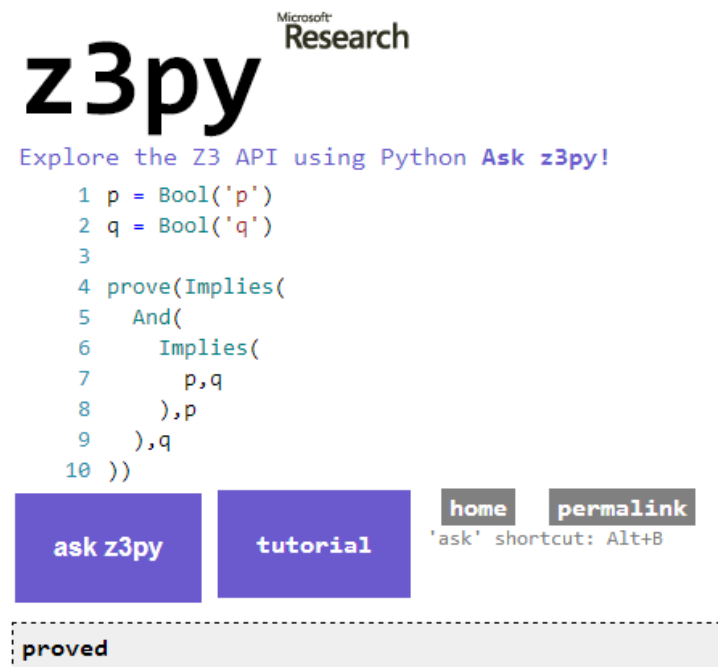 Microsoft
Research
z3py
Explore the Z3 API using Python Ask z3py!
1 p = Bool('p')
2 q = Bool('q')
3
4 prove(Implies(
5   And(
6     Implies(
7       p,q
8     ),p
9   ),q
10 ))
ask z3py
tutorial
home
permalink
'ask' shortcut: Alt+B
proved